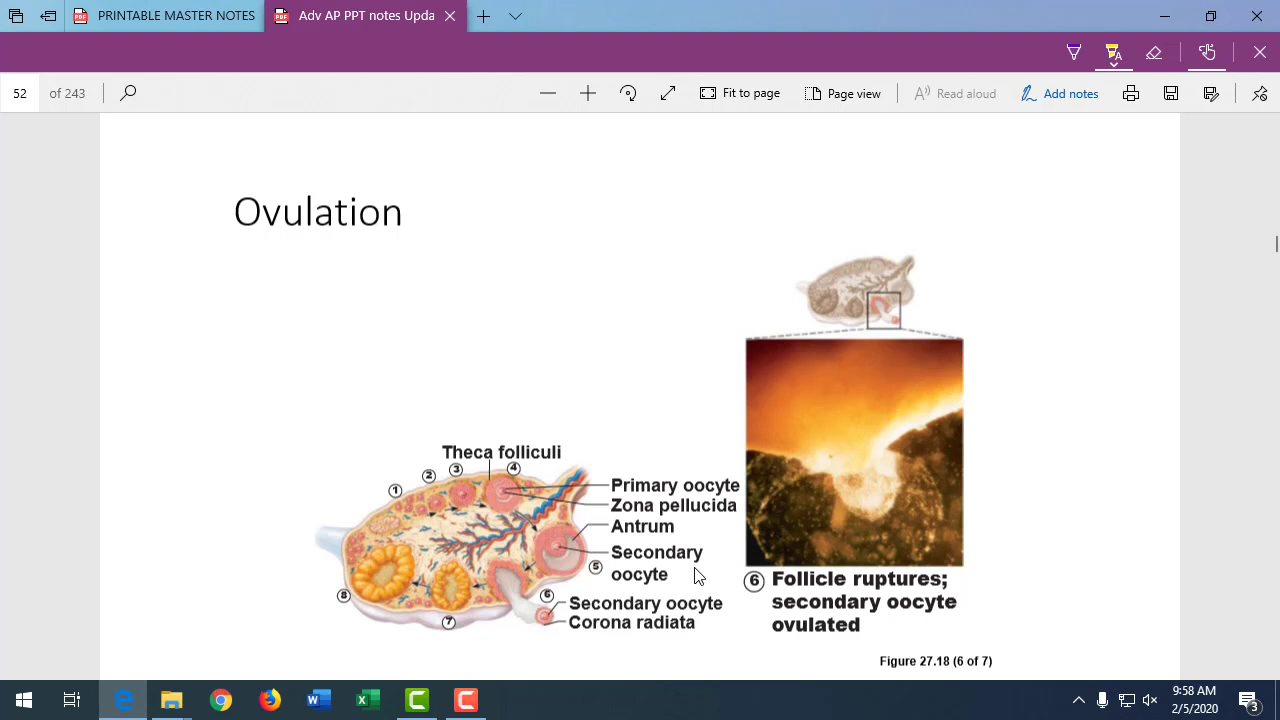 PRINTABLE MASTER NOTES
Adv AP PPT notes Upda
52 of 243
Fit to page
Page view
Read aloud
Add notes
Ovulation
Theca folliculi
1
2
3
4
Primary oocyte
Zona pellucida
Antrum
Secondary
oocyte
5
6
Secondary oocyte
Corona radiata
7
8
6 Follicle ruptures;
secondary oocyte
ovulated
Figure 27.18 (6 of 7)
9:58 AM
2/5/2020